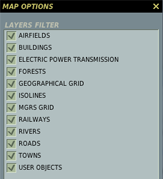 MAP OPTIONS
LAYERS FILTER
AIRFIELDS
BUILDINGS
ELECTRIC POWER TRANSMISSION
FORESTS
GEOGRAPHICAL GRID
ISOLINES
MGRS GRID
RAILWAYS
RIVERS
ROADS
TOWNS
USER OBJECTS